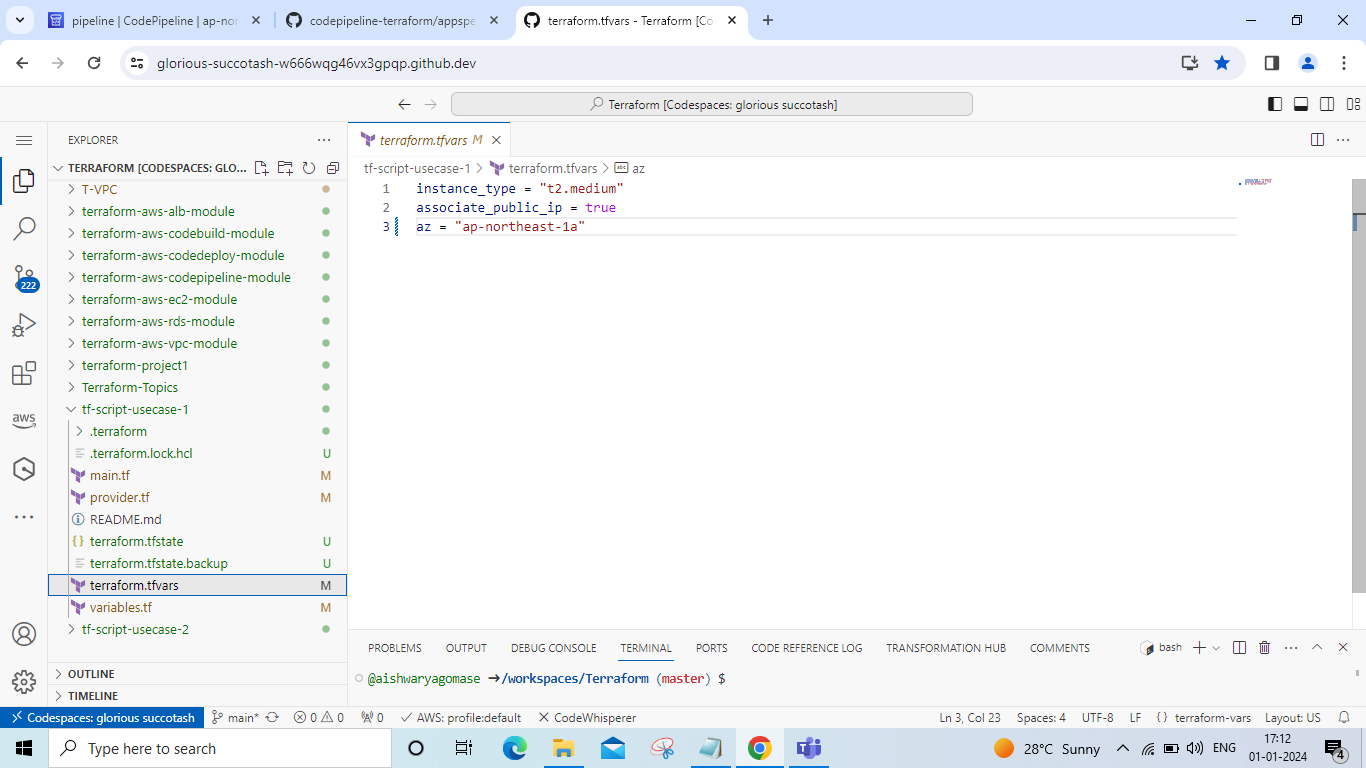 pipeline | CodePipeline | ap-nor
codepipeline-terraform/appspe
terraform.tfvars - Terraform [Co
glorious-succotash-w666wqg46vx3gpqp.github.dev
Terraform [Codespaces: glorious succotash]
EXPLORER
TERRAFORM [CODESPACES: GLO...
T-VPC
terraform-aws-alb-module
terraform-aws-codebuild-module
terraform-aws-codedeploy-module
terraform-aws-codepipeline-module
terraform-aws-ec2-module
terraform-aws-rds-module
terraform-aws-vpc-module
terraform-project1
Terraform-Topics
tf-script-usecase-1
.terraform
.terraform.lock.hcl U
main.tf M
provider.tf M
README.md
terraform.tfstate U
terraform.tfstate.backup U
terraform.tfvars M
variables.tf M
tf-script-usecase-2
OUTLINE
TIMELINE
222
aws
terraform.tfvars M
tf-script-usecase-1 > terraform.tfvars > abc az
1 instance_type = "t2.medium"
2 associate_public_ip = true
3 az = "ap-northeast-1a"
PROBLEMS OUTPUT DEBUG CONSOLE TERMINAL PORTS CODE REFERENCE LOG TRANSFORMATION HUB COMMENTS
bash
@aishwaryagomase ➜/workspaces/Terraform (master) $
Codespaces: glorious succotash main* 0 0 0 AWS: profile:default CodeWhisperer
Ln 3, Col 23 Spaces: 4 UTF-8 LF {} terraform-vars Layout: US
Type here to search
28°C Sunny
ENG
17:12
01-01-2024
4